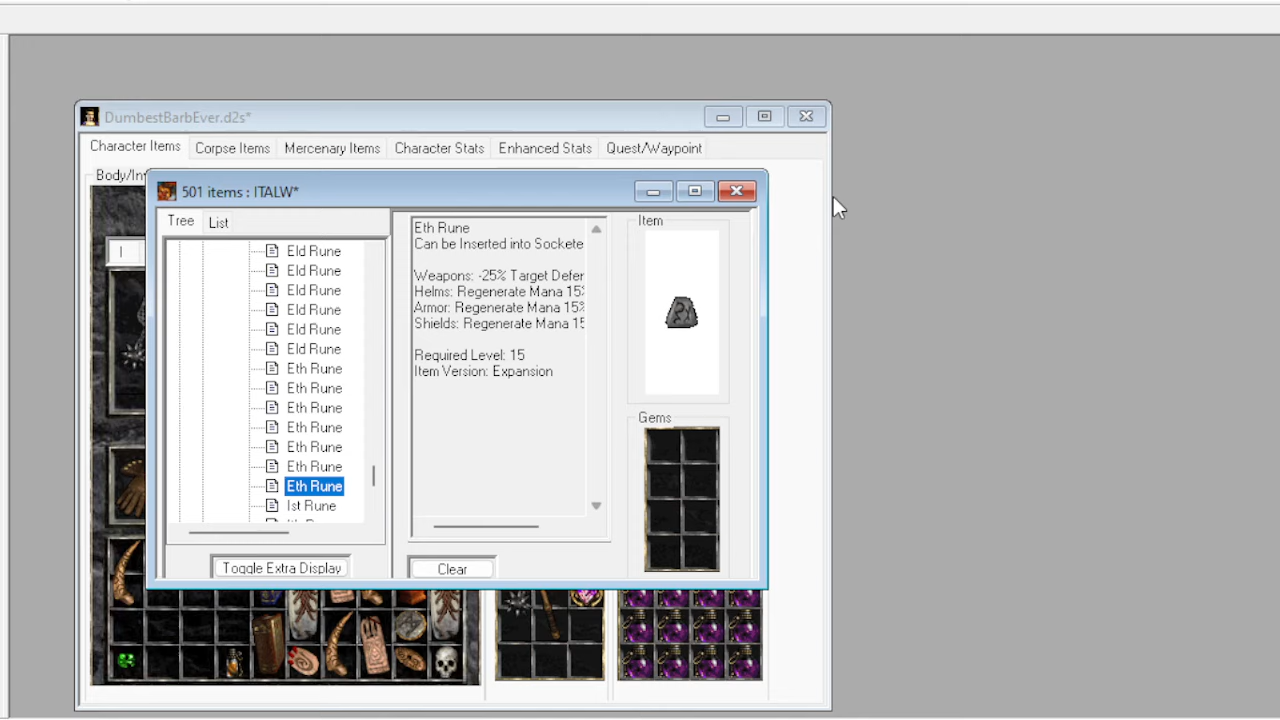 DumbestBarbEver.d2s*
Character Items Corpse Items Mercenary Items Character Stats Enhanced Stats Quest/Waypoint
Body/Inv
501 items : ITALW*
Tree List
Eld Rune
Eld Rune
Eld Rune
Eld Rune
Eld Rune
Eld Rune
Eth Rune
Eth Rune
Eth Rune
Eth Rune
Eth Rune
Eth Rune
Eth Rune
Ist Rune
Toggle Extra Display
Eth Rune
Can be Inserted into Sockete
Weapons: -25% Target Defer
Helms: Regenerate Mana 15%
Armor: Regenerate Mana 15%
Shields: Regenerate Mana 15
Required Level: 15
Item Version: Expansion
Clear
Item
Gems
I